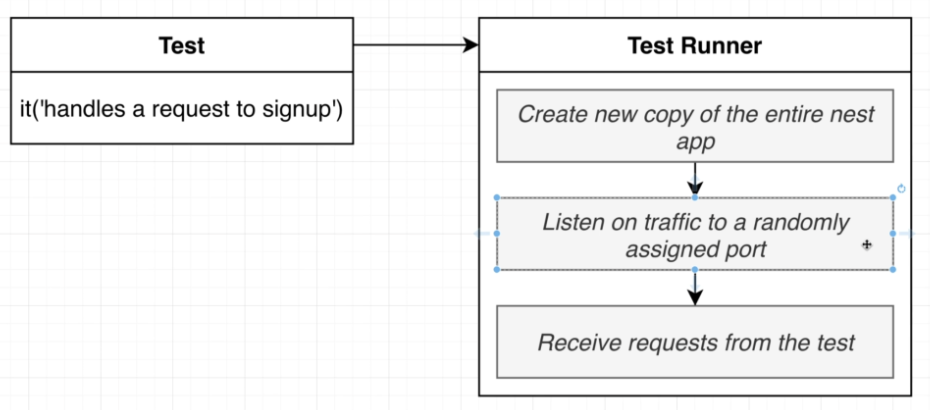 Test
it('handles a request to signup')
Test Runner
Create new copy of the entire nest
app
Listen on traffic to a randomly
assigned port
Receive requests from the test